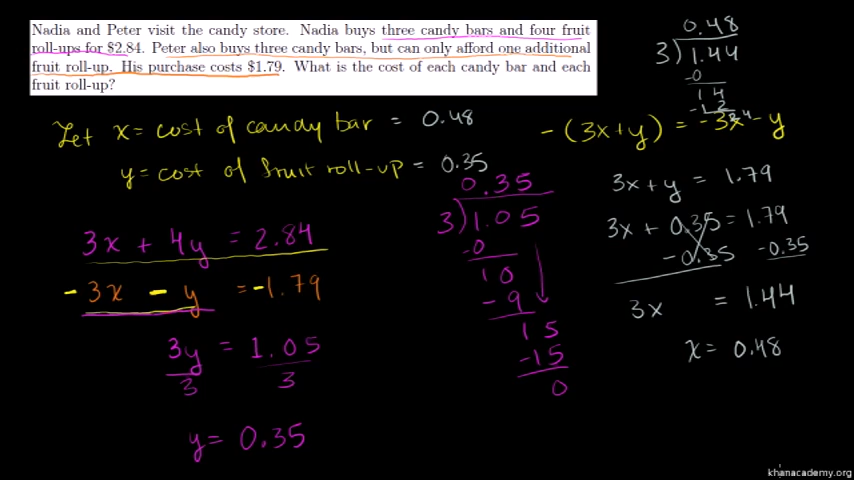 Nadia and Peter visit the candy store. Nadia buys three candy bars and four fruit
roll-ups for $2.84. Peter also buys three candy bars, but can only afford one additional
fruit roll-up. His purchase costs $1.79. What is the cost of each candy bar and each
fruit roll-up?
Let x = cost of candy bar = 0.48
y = cost of fruit roll-up = 0.35
3x + 4y = 2.84
-3x - y = -1.79
3y = 1.05
3 3
y = 0.35
0.35
3)1.05
-0
10
-9
15
-15
0
0.48
3)1.44
-0
14
-12
24
-(3x+y) = -3x - y
3x + y = 1.79
3x + 0.35 = 1.79
-0.35 -0.35
3x = 1.44
x = 0.48
khanacademy.org